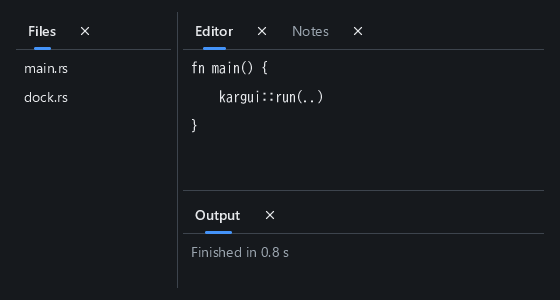 Files ×
main.rs
dock.rs
Editor × Notes ×
fn main() {
    kargui::run(..)
}
Output ×
Finished in 0.8 s